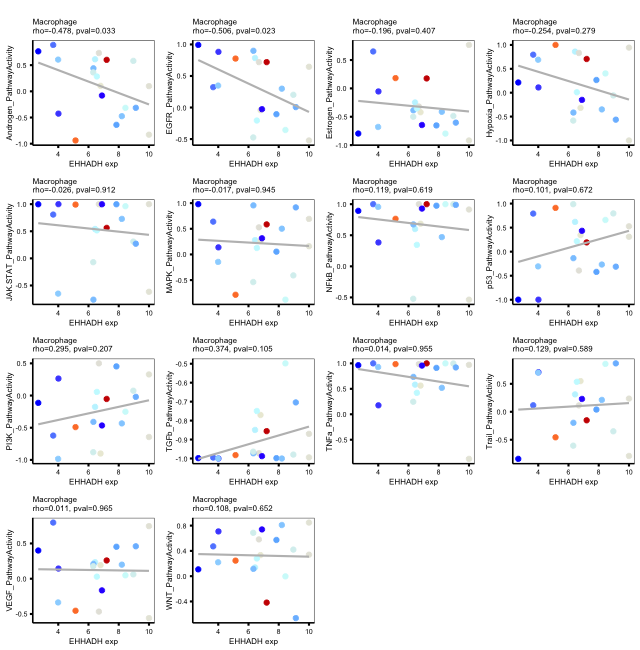 Macrophage
rho=-0.478, pval=0.033
Androgen_PathwayActivity
0.5
0.0
-0.5
-1.0
4 6 8 10
EHHADH exp
Macrophage
rho=-0.506, pval=0.023
EGFR_PathwayActivity
1.0
0.5
0.0
-0.5
4 6 8 10
EHHADH exp
Macrophage
rho=-0.196, pval=0.407
Estrogen_PathwayActivity
0.5
0.0
-0.5
-1.0
4 6 8 10
EHHADH exp
Macrophage
rho=-0.254, pval=0.279
Hypoxia_PathwayActivity
1.0
0.5
0.0
-0.5
-1.0
4 6 8 10
EHHADH exp
Macrophage
rho=-0.026, pval=0.912
JAK.STAT_PathwayActivity
1.0
0.5
0.0
-0.5
4 6 8 10
EHHADH exp
Macrophage
rho=-0.017, pval=0.945
MAPK_PathwayActivity
1.0
0.5
0.0
-0.5
4 6 8 10
EHHADH exp
Macrophage
rho=0.119, pval=0.619
NFkB_PathwayActivity
1.0
0.5
0.0
-0.5
4 6 8 10
EHHADH exp
Macrophage
rho=0.101, pval=0.672
p53_PathwayActivity
1.0
0.5
0.0
-0.5
-1.0
4 6 8 10
EHHADH exp
Macrophage
rho=0.295, pval=0.207
PI3K_PathwayActivity
0.5
0.0
-0.5
-1.0
4 6 8 10
EHHADH exp
Macrophage
rho=0.374, pval=0.105
TGFb_PathwayActivity
-0.5
-0.6
-0.7
-0.8
-0.9
-1.0
4 6 8 10
EHHADH exp
Macrophage
rho=0.014, pval=0.955
TNFa_PathwayActivity
1.0
0.5
0.0
-0.5
4 6 8 10
EHHADH exp
Macrophage
rho=0.129, pval=0.589
Trail_PathwayActivity
0.5
0.0
-0.5
4 6 8 10
EHHADH exp
Macrophage
rho=0.011, pval=0.965
VEGF_PathwayActivity
0.5
0.0
-0.5
4 6 8 10
EHHADH exp
Macrophage
rho=0.108, pval=0.652
WNT_PathwayActivity
0.8
0.4
0.0
-0.4
4 6 8 10
EHHADH exp